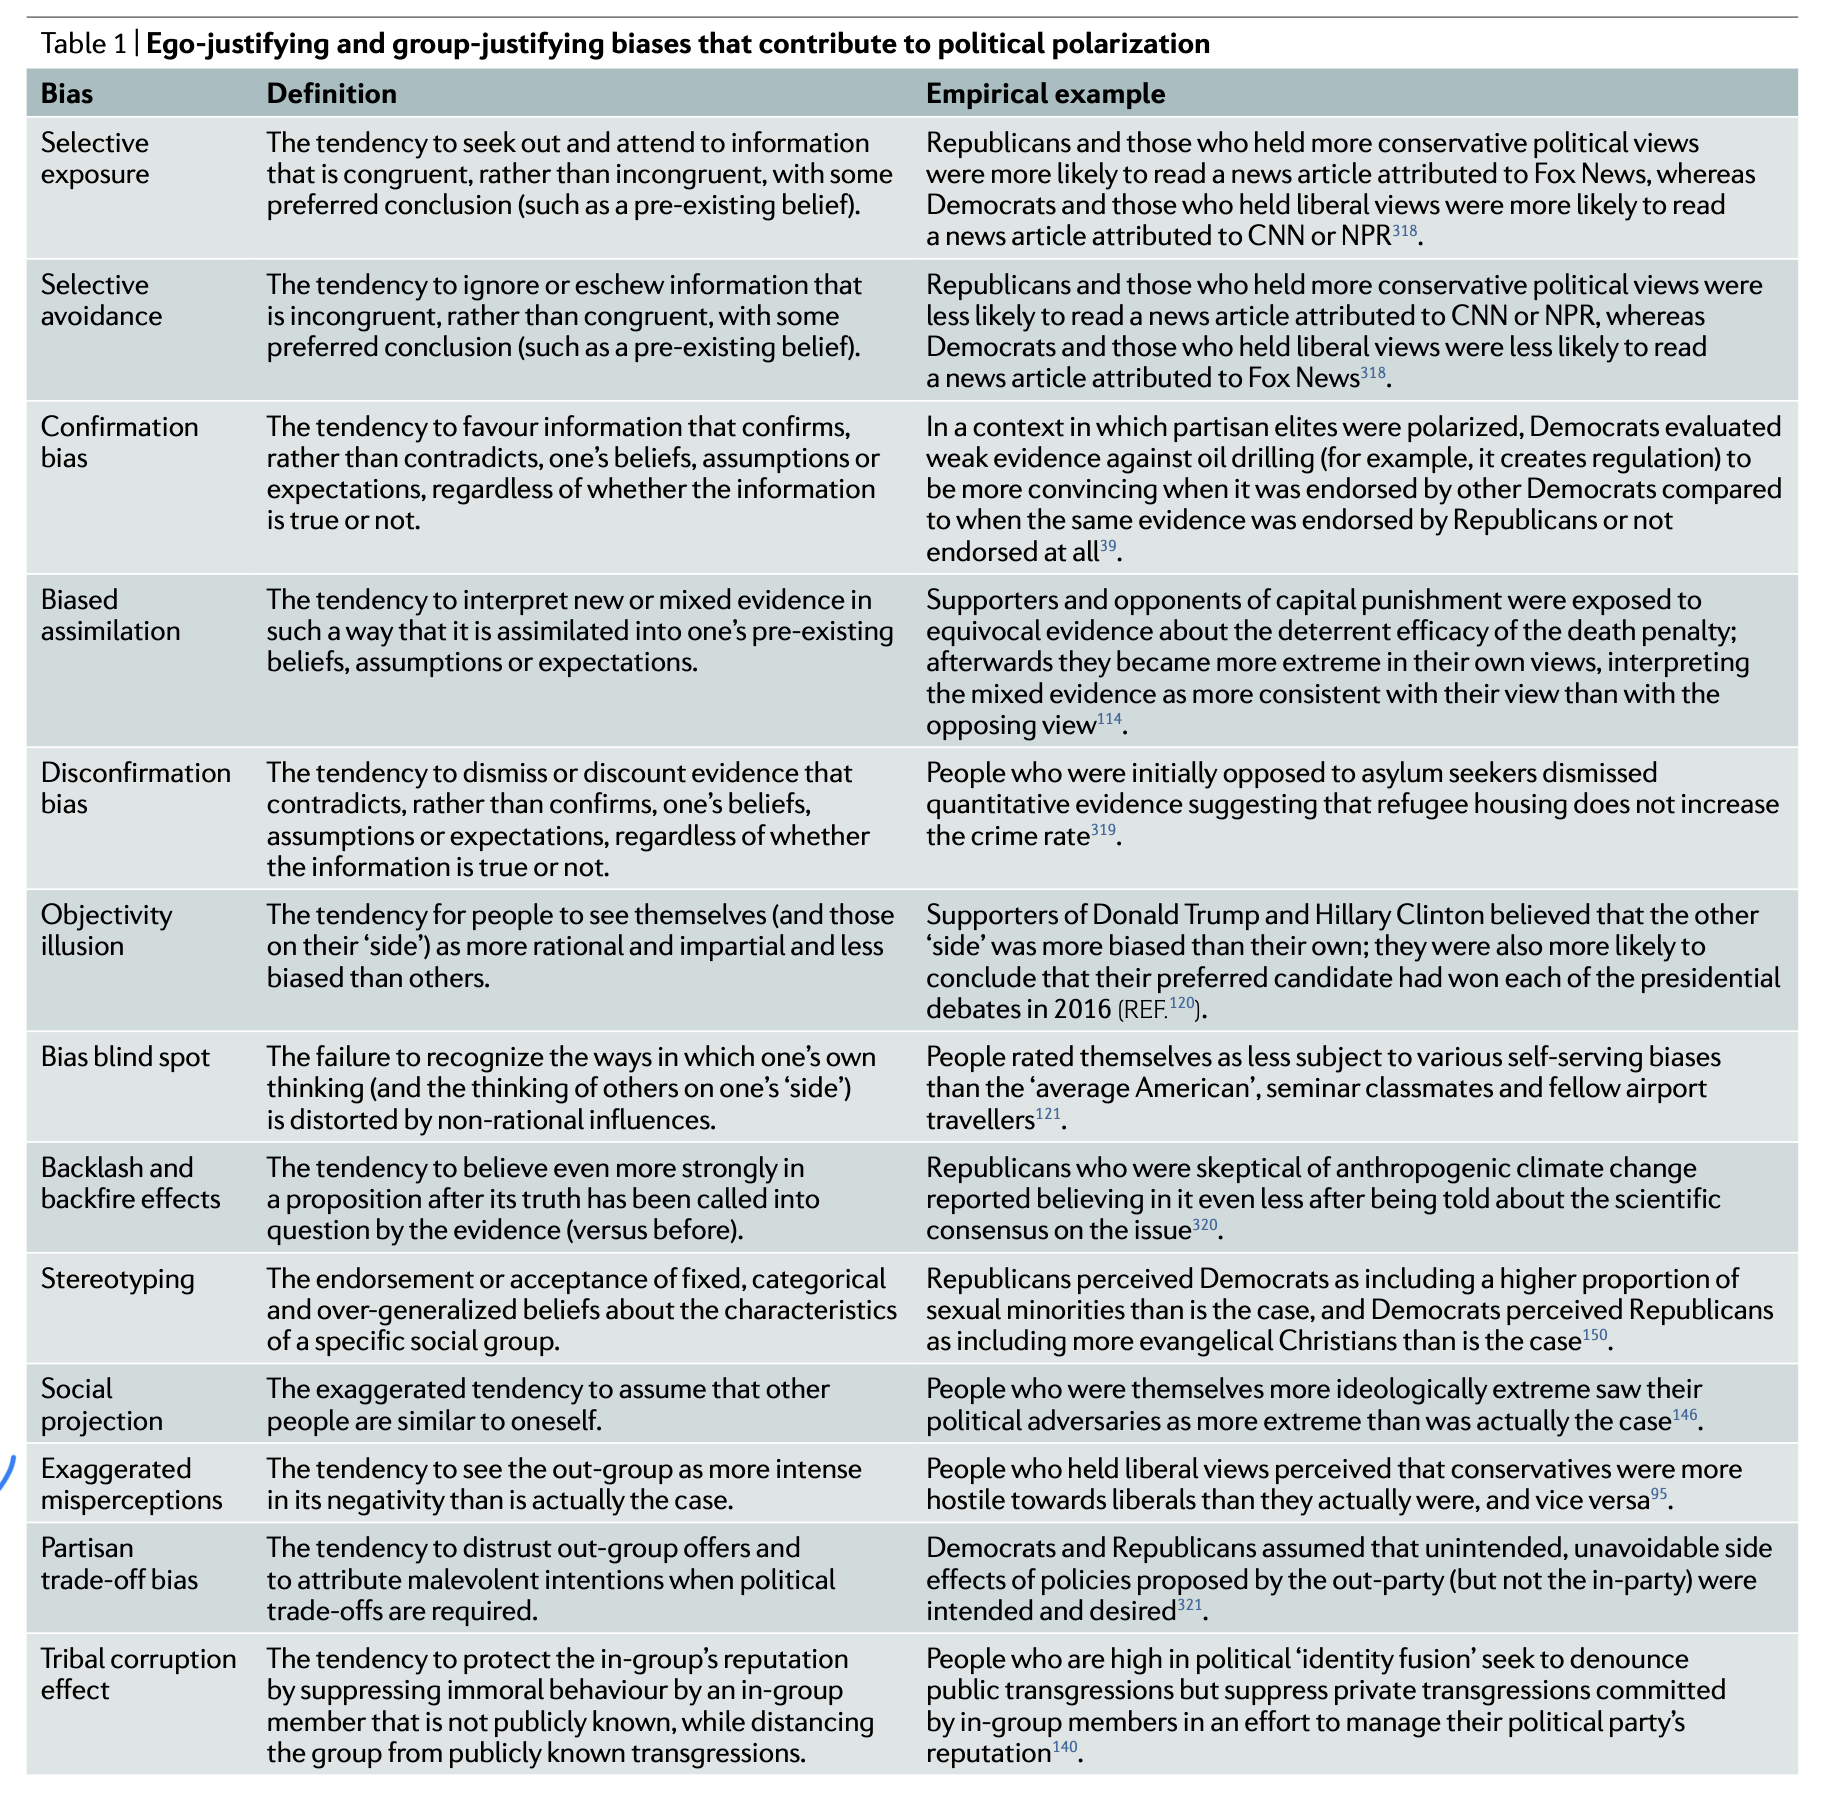 Table 1 | Ego-justifying and group-justifying biases that contribute to political polarization
Bias Definition Empirical example
Selective
exposure
The tendency to seek out and attend to information
that is congruent, rather than incongruent, with some
preferred conclusion (such as a pre-existing belief).
Republicans and those who held more conservative political views
were more likely to read a news article attributed to Fox News, whereas
Democrats and those who held liberal views were more likely to read
a news article attributed to CNN or NPR318.
Selective
avoidance
The tendency to ignore or eschew information that
is incongruent, rather than congruent, with some
preferred conclusion (such as a pre-existing belief).
Republicans and those who held more conservative political views were
less likely to read a news article attributed to CNN or NPR, whereas
Democrats and those who held liberal views were less likely to read
a news article attributed to Fox News318.
Confirmation
bias
The tendency to favour information that confirms,
rather than contradicts, one's beliefs, assumptions or
expectations, regardless of whether the information
is true or not.
In a context in which partisan elites were polarized, Democrats evaluated
weak evidence against oil drilling (for example, it creates regulation) to
be more convincing when it was endorsed by other Democrats compared
to when the same evidence was endorsed by Republicans or not
endorsed at all39.
Biased
assimilation
The tendency to interpret new or mixed evidence in
such a way that it is assimilated into one's pre-existing
beliefs, assumptions or expectations.
Supporters and opponents of capital punishment were exposed to
equivocal evidence about the deterrent efficacy of the death penalty;
afterwards they became more extreme in their own views, interpreting
the mixed evidence as more consistent with their view than with the
opposing view114.
Disconfirmation
bias
The tendency to dismiss or discount evidence that
contradicts, rather than confirms, one's beliefs,
assumptions or expectations, regardless of whether
the information is true or not.
People who were initially opposed to asylum seekers dismissed
quantitative evidence suggesting that refugee housing does not increase
the crime rate319.
Objectivity
illusion
The tendency for people to see themselves (and those
on their 'side') as more rational and impartial and less
biased than others.
Supporters of Donald Trump and Hillary Clinton believed that the other
'side' was more biased than their own; they were also more likely to
conclude that their preferred candidate had won each of the presidential
debates in 2016 (REF.120).
Bias blind spot
The failure to recognize the ways in which one's own
thinking (and the thinking of others on one's 'side')
is distorted by non-rational influences.
People rated themselves as less subject to various self-serving biases
than the 'average American', seminar classmates and fellow airport
travellers121.
Backlash and
backfire effects
The tendency to believe even more strongly in
a proposition after its truth has been called into
question by the evidence (versus before).
Republicans who were skeptical of anthropogenic climate change
reported believing in it even less after being told about the scientific
consensus on the issue320.
Stereotyping
The endorsement or acceptance of fixed, categorical
and over-generalized beliefs about the characteristics
of a specific social group.
Republicans perceived Democrats as including a higher proportion of
sexual minorities than is the case, and Democrats perceived Republicans
as including more evangelical Christians than is the case150.
Social
projection
The exaggerated tendency to assume that other
people are similar to oneself.
People who were themselves more ideologically extreme saw their
political adversaries as more extreme than was actually the case146.
Exaggerated
misperceptions
The tendency to see the out-group as more intense
in its negativity than is actually the case.
People who held liberal views perceived that conservatives were more
hostile towards liberals than they actually were, and vice versa95.
Partisan
trade-off bias
The tendency to distrust out-group offers and
to attribute malevolent intentions when political
trade-offs are required.
Democrats and Republicans assumed that unintended, unavoidable side
effects of policies proposed by the out-party (but not the in-party) were
intended and desired321.
Tribal corruption
effect
The tendency to protect the in-group's reputation
by suppressing immoral behaviour by an in-group
member that is not publicly known, while distancing
the group from publicly known transgressions.
People who are high in political 'identity fusion' seek to denounce
public transgressions but suppress private transgressions committed
by in-group members in an effort to manage their political party's
reputation140.